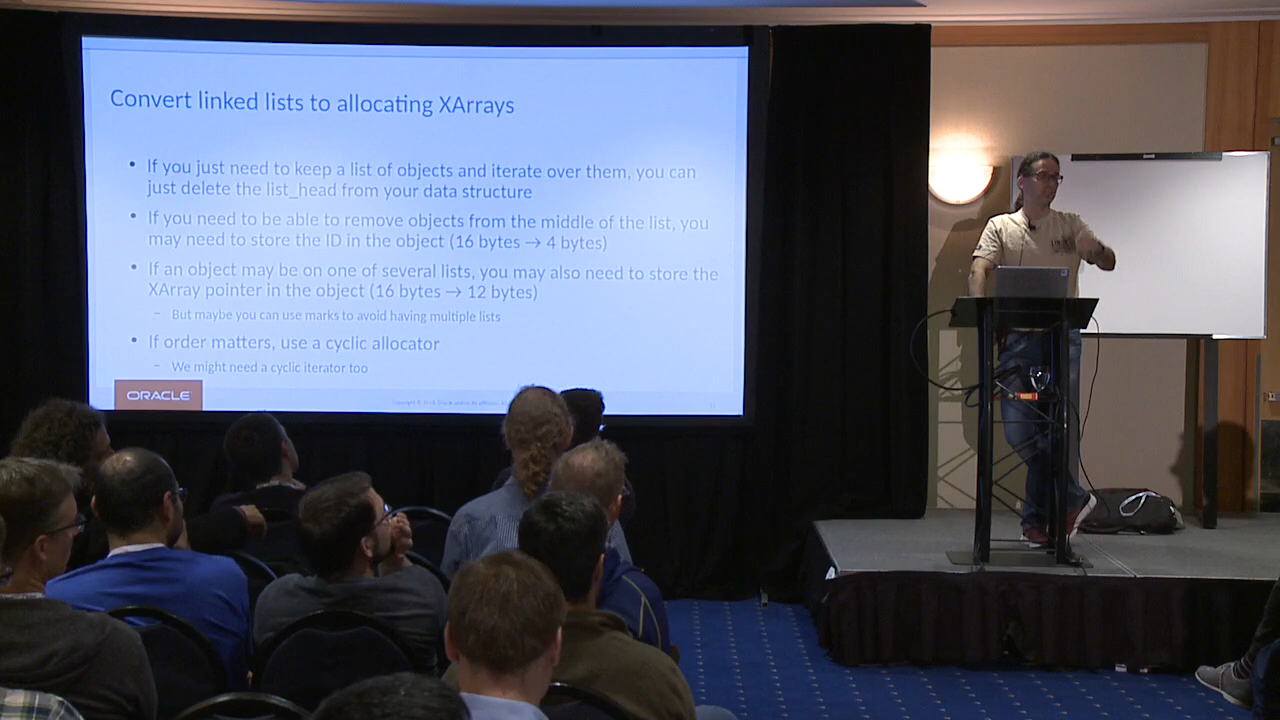 Convert linked lists to allocating XArrays
• If you just need to keep a list of objects and iterate over them, you can
just delete the list_head from your data structure
• If you need to be able to remove objects from the middle of the list, you
may need to store the ID in the object (16 bytes → 4 bytes)
• If an object may be on one of several lists, you may also need to store the
XArray pointer in the object (16 bytes → 12 bytes)
– But maybe you can use marks to avoid having multiple lists
• If order matters, use a cyclic allocator
– We might need a cyclic iterator too
ORACLE